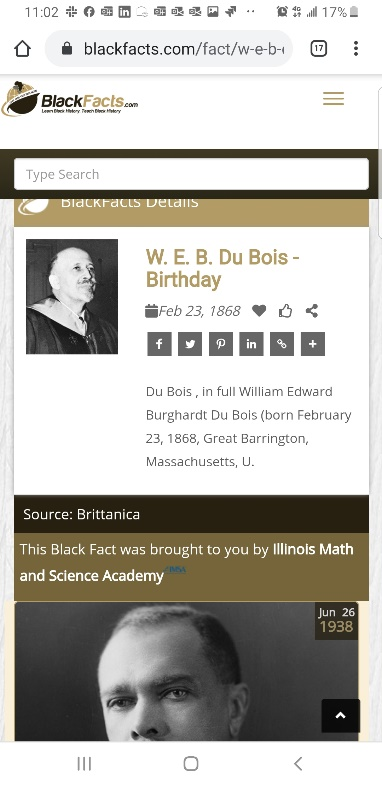 11:02
17%
blackfacts.com/fact/w-e-b-
17
BlackFacts.com
Learn Black History. Teach Black History
Type Search
BlackFacts Details
W. E. B. Du Bois -
Birthday
Feb 23, 1868
Du Bois , in full William Edward
Burghardt Du Bois (born February
23, 1868, Great Barrington,
Massachusetts, U.
Source: Brittanica
This Black Fact was brought to you by Illinois Math
and Science Academy
Jun 26
1938